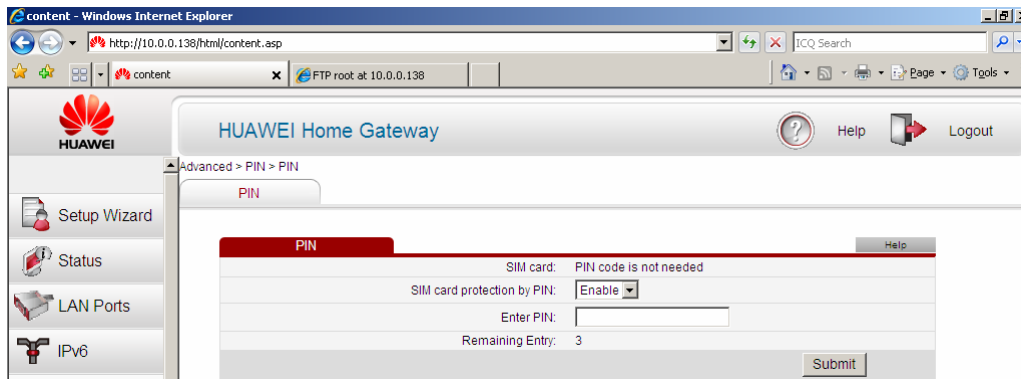 content - Windows Internet Explorer
http://10.0.0.138/html/content.asp
ICQ Search
content
FTP root at 10.0.0.138
Page
Tools
HUAWEI
HUAWEI Home Gateway
Help
Logout
Advanced > PIN > PIN
PIN
Setup Wizard
Status
LAN Ports
IPv6
PIN
Help
SIM card: PIN code is not needed
SIM card protection by PIN: Enable
Enter PIN:
Remaining Entry: 3
Submit